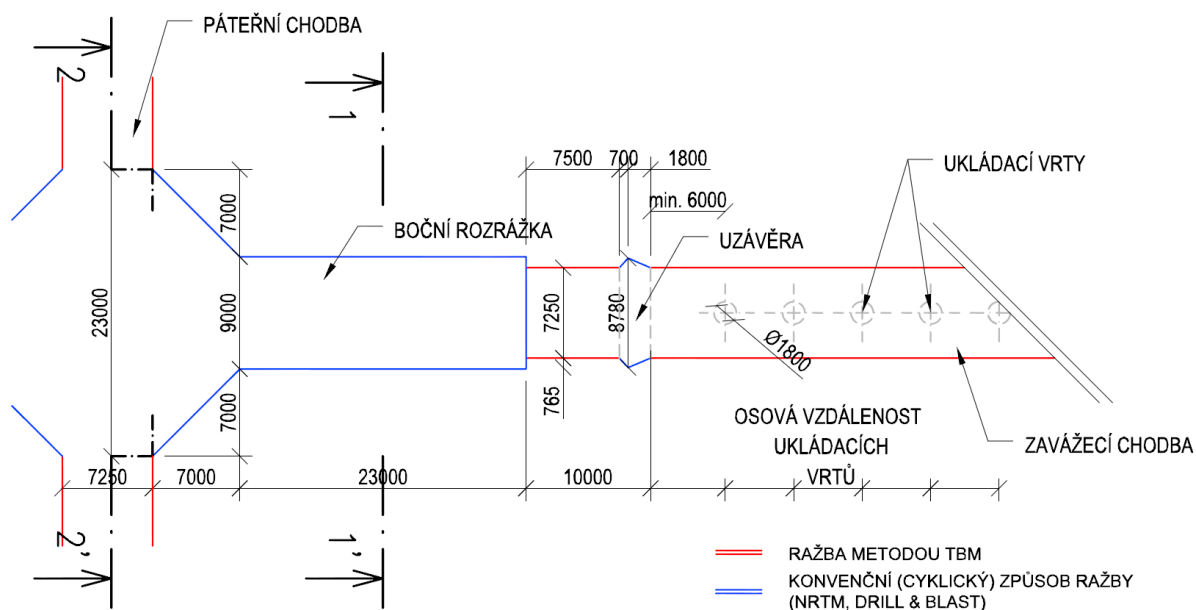 PÁTEŘNÍ CHODBA
2
1
7500
700
1800
UKLÁDACÍ VRTY
min. 6000
7000
BOČNÍ ROZRÁŽKA
UZÁVĚRA
23000
9000
7250
8780
Ø1800
7000
765
OSOVÁ VZDÁLENOST
UKLÁDACÍCH
VRTŮ
ZAVÁŽECÍ CHODBA
7250
7000
23000
10000
2'
1'
RAŽBA METODOU TBM
KONVENČNÍ (CYKLICKÝ) ZPŮSOB RAŽBY
(NRTM, DRILL & BLAST)